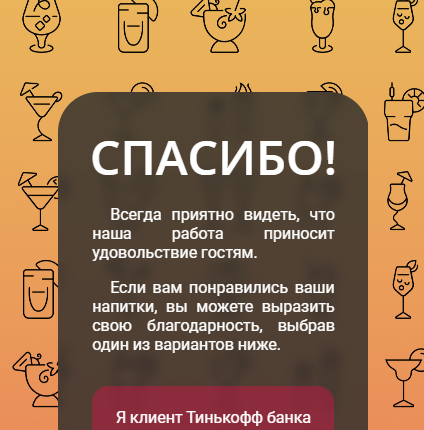 СПАСИБО!
Всегда приятно видеть, что
наша работа приносит
удовольствие гостям.
Если вам понравились ваши
напитки, вы можете выразить
свою благодарность, выбрав
один из вариантов ниже.
Я клиент Тинькофф банка